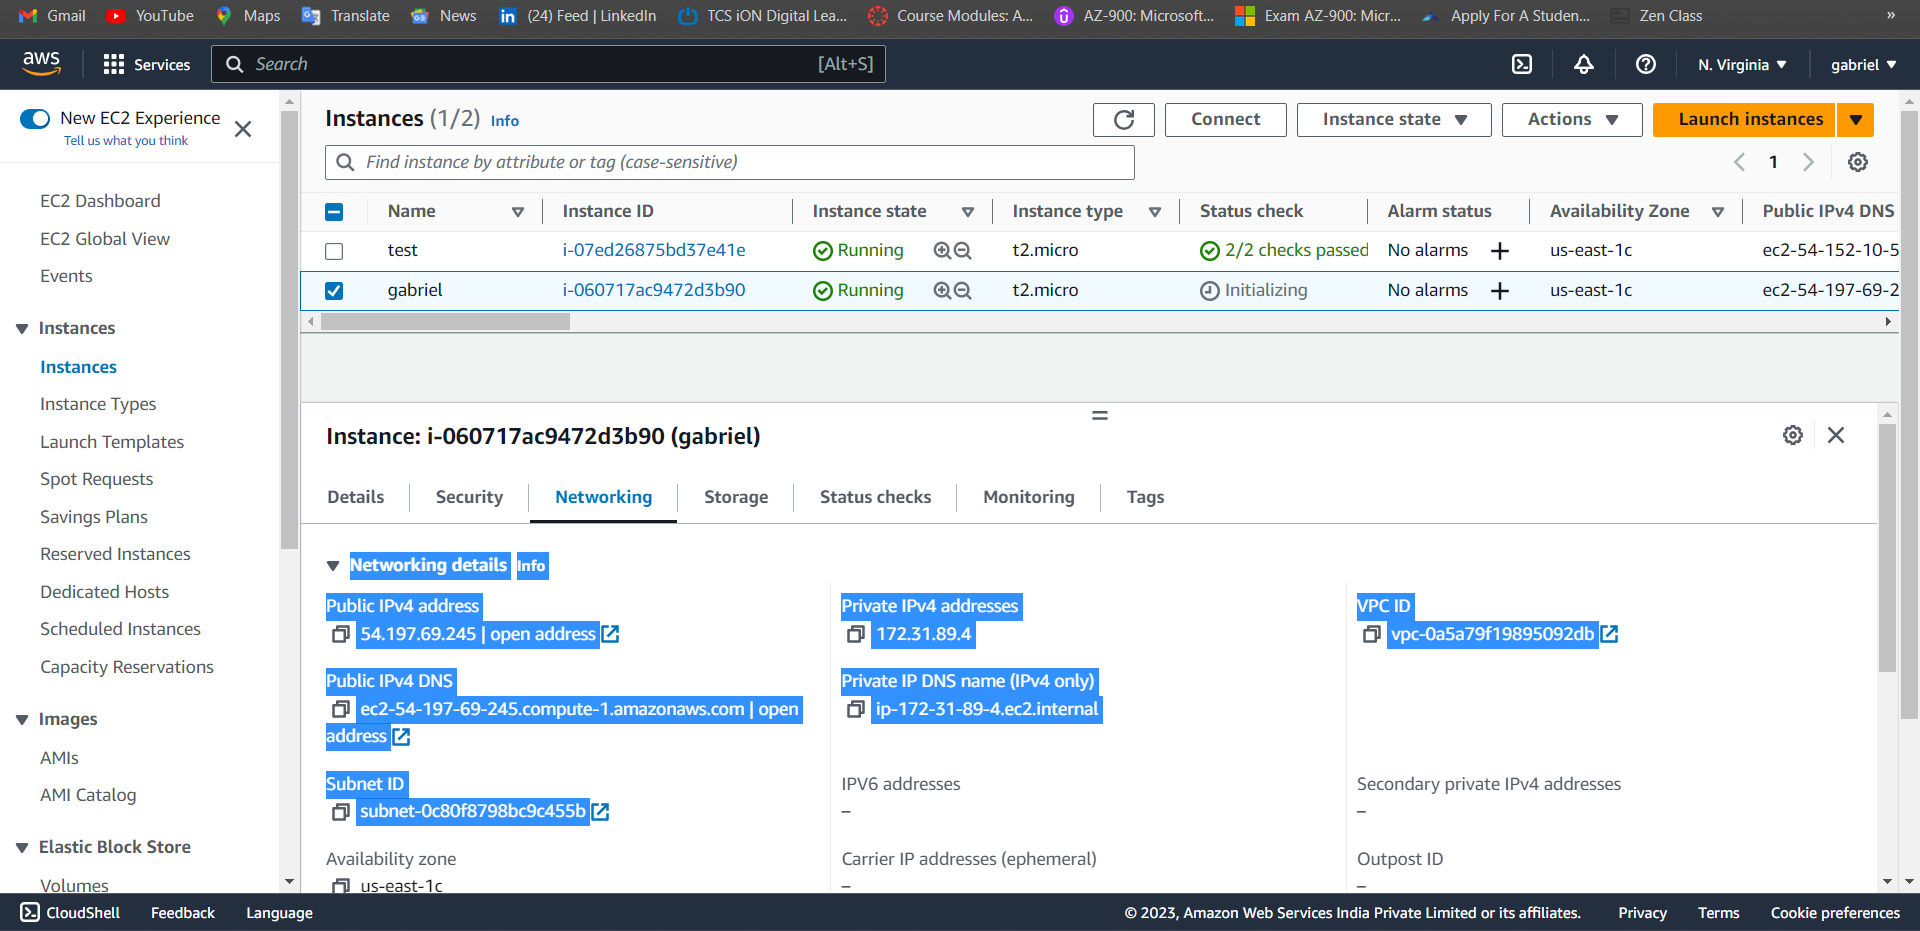 Gmail YouTube Maps Translate News (24) Feed | LinkedIn TCS iON Digital Lea... Course Modules: A... AZ-900: Microsoft... Exam AZ-900: Micr... Apply For A Studen... Zen Class »
aws Services Search [Alt+S] N. Virginia gabriel
New EC2 Experience
Tell us what you think
EC2 Dashboard
EC2 Global View
Events
Instances
Instances
Instance Types
Launch Templates
Spot Requests
Savings Plans
Reserved Instances
Dedicated Hosts
Scheduled Instances
Capacity Reservations
Images
AMIs
AMI Catalog
Elastic Block Store
Volumes
Instances (1/2) Info Connect Instance state Actions Launch instances
Find instance by attribute or tag (case-sensitive) 1
Name Instance ID Instance state Instance type Status check Alarm status Availability Zone Public IPv4 DNS
test i-07ed26875bd37e41e Running t2.micro 2/2 checks passed No alarms + us-east-1c ec2-54-152-10-5
gabriel i-060717ac9472d3b90 Running t2.micro Initializing No alarms + us-east-1c ec2-54-197-69-2
Instance: i-060717ac9472d3b90 (gabriel)
Details Security Networking Storage Status checks Monitoring Tags
Networking details Info
Public IPv4 address
54.197.69.245 | open address
Private IPv4 addresses
172.31.89.4
VPC ID
vpc-0a5a79f19895092db
Public IPv4 DNS
ec2-54-197-69-245.compute-1.amazonaws.com | open
address
Private IP DNS name (IPv4 only)
ip-172-31-89-4.ec2.internal
Subnet ID
subnet-0c80f8798bc9c455b
IPV6 addresses
–
Secondary private IPv4 addresses
–
Availability zone
us-east-1c
Carrier IP addresses (ephemeral)
–
Outpost ID
–
CloudShell Feedback Language © 2023, Amazon Web Services India Private Limited or its affiliates. Privacy Terms Cookie preferences